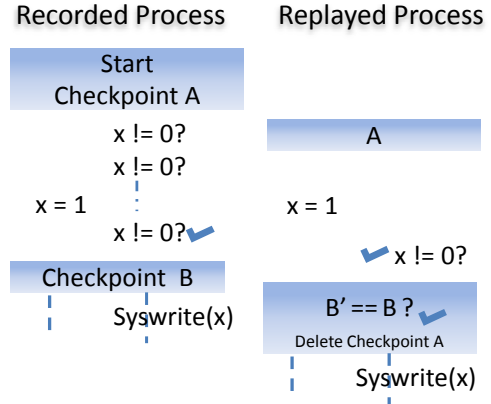 Recorded Process
Start
Checkpoint A
x != 0?
x != 0?
x = 1
x != 0?
Checkpoint B
Syswrite(x)
Replayed Process
A
x = 1
x != 0?
B' == B ?
Delete Checkpoint A
Syswrite(x)